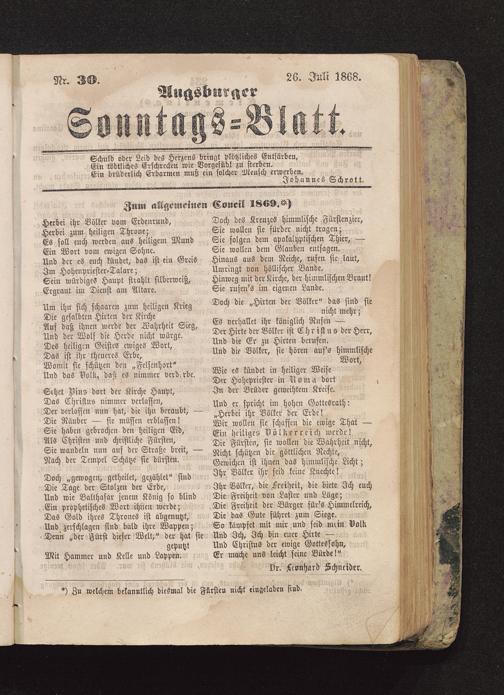 Nr. 30.
26. Juli 1868.
Augsburger
Sonntags-Blatt.
Schuld oder Leid des Herzens bringt plötzliches Entfärben,
Ein tödtliches Erschrecken wie Vorgefühl zu sterben.
Ein brüderlich Erbarmen muß ein solcher Mensch erwerben.
Johannes Schrott.
Zum allgemeinen Concil 1869.*)
Herbei ihr Völker vom Erdenrund,
Herbei zum heiligen Throne;
Es soll euch werden aus heiligem Mund
Ein Wort vom ewigen Sohne.
Und der es euch kündet, das ist ein Greis
Im Hohenpriester-Talare;
Sein würdiges Haupt strahlt silberweiß,
Ergraut im Dienst am Altare.
Um ihn sich schaaren zum heiligen Krieg
Die gesalbten Hirten der Kirche
Auf daß ihnen werde der Wahrheit Sieg,
Und der Wolf die Herde nicht würge.
Des heiligen Geistes ewiges Wort,
Das ist ihr theueres Erbe,
Womit sie schützen den „Felsenhort“
Und das Volk, daß es nimmer verderbe.
Sehet Pius dort der Kirche Haupt,
Das Christus nimmer verlassen,
Der verlassen nun hat, die ihn beraubt, —
Die Räuber — sie müssen erblassen!
Sie haben gebrochen den heiligen Eid,
Als Christen und christliche Fürsten,
Sie wandeln nun auf der Straße breit, —
Nach der Tempel Schätze sie dürsten.
Doch „gewogen, getheilet, gezählet“ sind
Die Tage der Stolzen der Erde,
Und wie Balthasar jenem König so blind
Ein prophetisches Wort ihnen werde;
Das Gold ihres Thrones ist abgenutzt,
Und zerschlagen sind bald ihre Wappen;
Denn „der Fürst dieser Welt,“ der hat sie
geputzt
Mit Hammer und Kelle und Lappen.
Doch des Kreuzes himmlische Fürstenzier,
Sie wollen sie fürder nicht tragen;
Sie folgen dem apokalyptischen Thier, —
Sie wollen dem Glauben entsagen.
Hinaus aus dem Reiche, rufen sie laut,
Umringt von höllischer Bande.
Hinweg mit der Kirche, der himmlischen Braut!
Sie rufen's im eigenen Lande.
Doch die „Hirten der Völker“ das sind sie
nicht mehr;
Es verhallet ihr königlich Rufen —
Der Hirte der Völker ist Christus der Herr,
Und die Er zu Hirten berufen.
Und die Völker, sie hören auf's himmlische
Wort,
Wie es kündet in heiliger Weise
Der Hohepriester in Roma dort
In der Brüder geweihtem Kreise.
Und er spricht im hohen Gottesrath:
„Herbei ihr Völker der Erde!
Wir wollen sie schaffen die ewige That —
Ein heiliges Völkerreich werde!
Die Fürsten, sie wollen die Wahrheit nicht,
Nicht schützen die göttlichen Rechte,
Gewichen ist ihnen das himmlische Licht;
Ihr Völker ihr seid keine Knechte!
Ihr Völker, die Freiheit, die biete Ich euch
Die Freiheit von Laster und Lüge;
Die Freiheit der Bürger für's Himmelreich,
Die das Gute führet zum Siege.
So kämpfet mit mir und seid mein Volk
Und Ich, Ich bin euer Hirte —
Und Christus der ewige Gottessohn,
Er mache uns leicht seine Bürde!“
Dr. Leonhard Schneider.
*) Zu welchem bekanntlich diesmal die Fürsten nicht eingeladen sind.